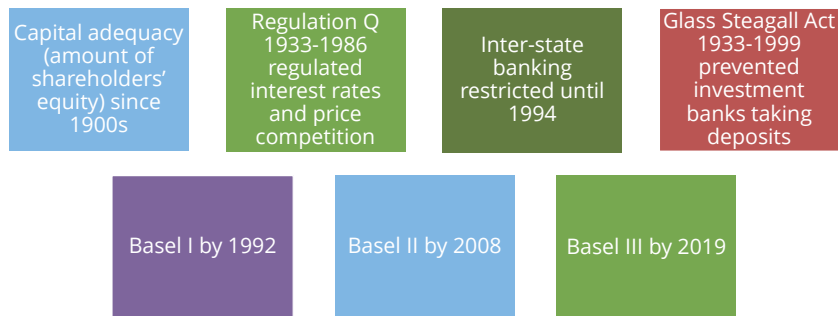 Capital adequacy
(amount of
shareholders’
equity) since
1900s
Regulation Q
1933-1986
regulated
interest rates
and price
competition
Inter-state
banking
restricted until
1994
Glass Steagall Act
1933-1999
prevented
investment
banks taking
deposits
Basel I by 1992
Basel II by 2008
Basel III by 2019